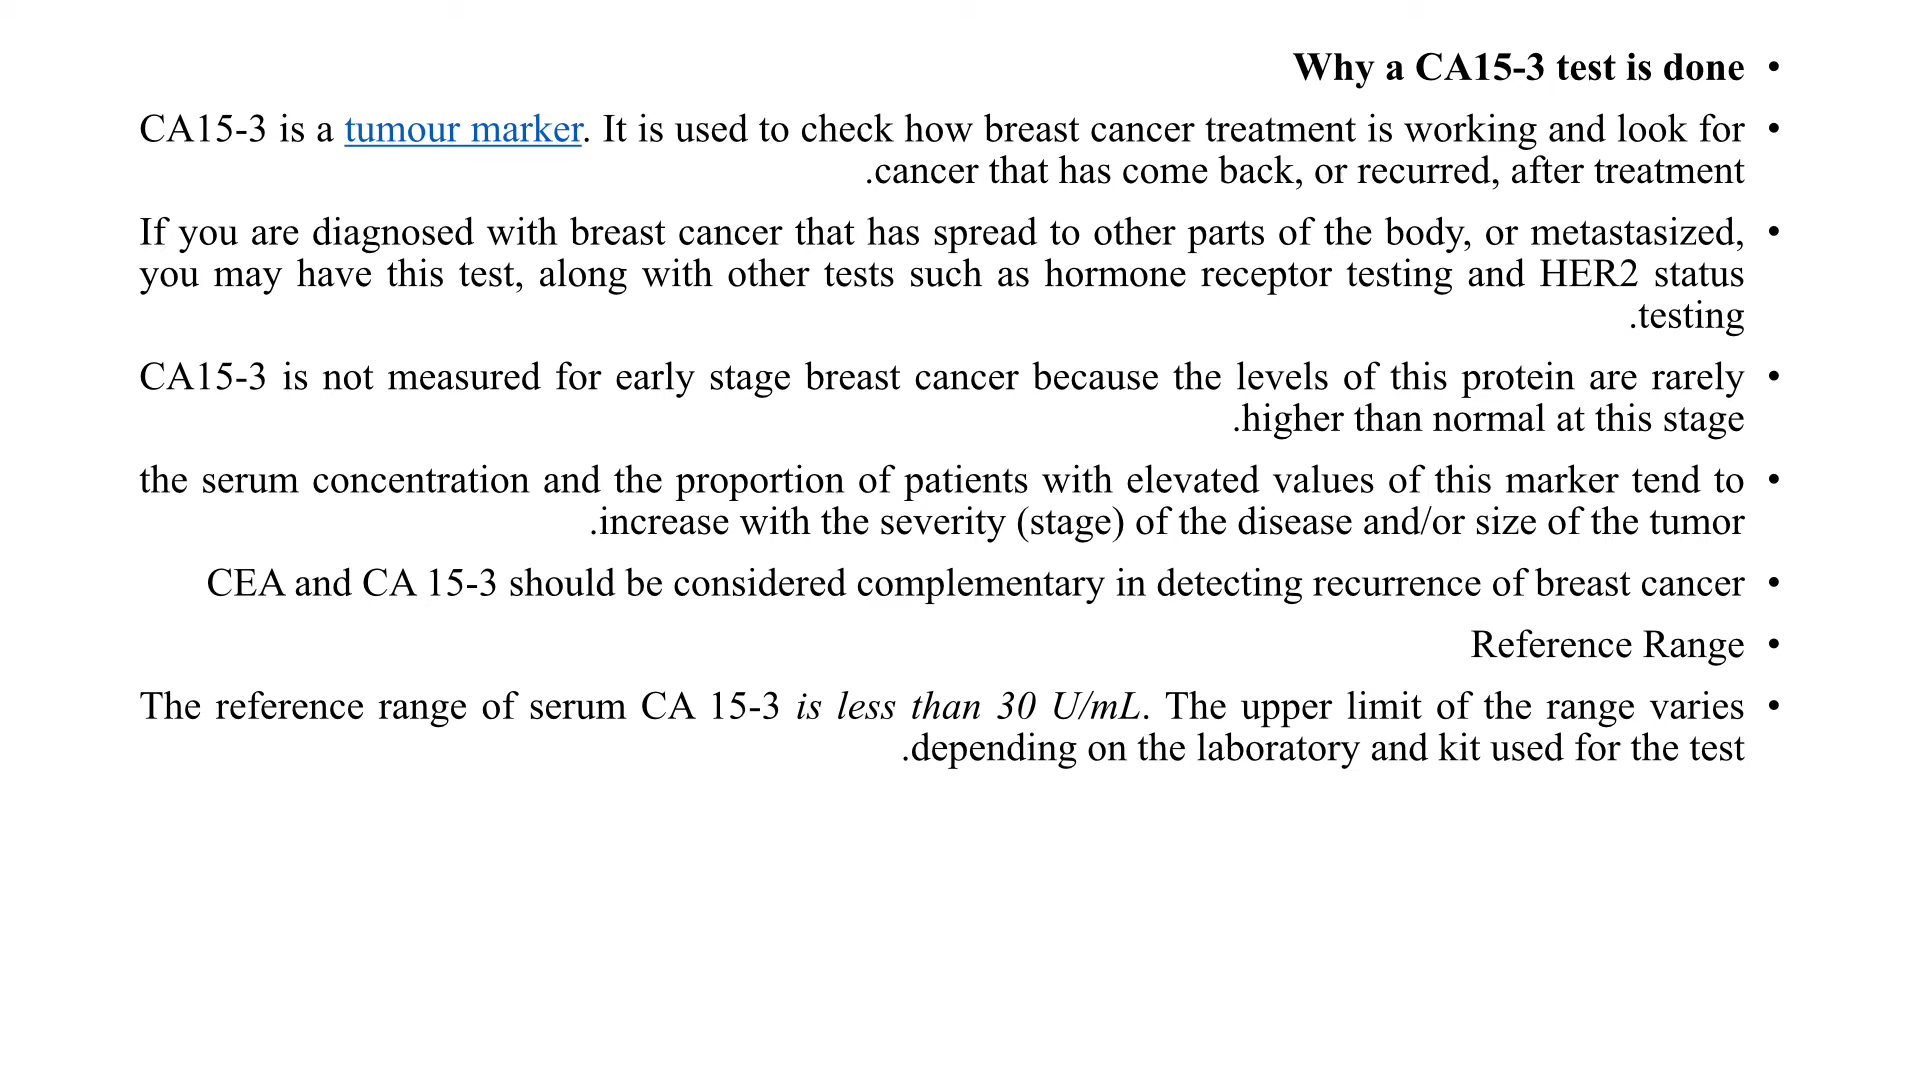 • Why a CA15-3 test is done
• CA15-3 is a tumour marker. It is used to check how breast cancer treatment is working and look for
cancer that has come back, or recurred, after treatment.
• If you are diagnosed with breast cancer that has spread to other parts of the body, or metastasized,
you may have this test, along with other tests such as hormone receptor testing and HER2 status
testing.
• CA15-3 is not measured for early stage breast cancer because the levels of this protein are rarely
higher than normal at this stage.
• the serum concentration and the proportion of patients with elevated values of this marker tend to
increase with the severity (stage) of the disease and/or size of the tumor.
• CEA and CA 15-3 should be considered complementary in detecting recurrence of breast cancer
• Reference Range
• The reference range of serum CA 15-3 is less than 30 U/mL. The upper limit of the range varies
depending on the laboratory and kit used for the test.